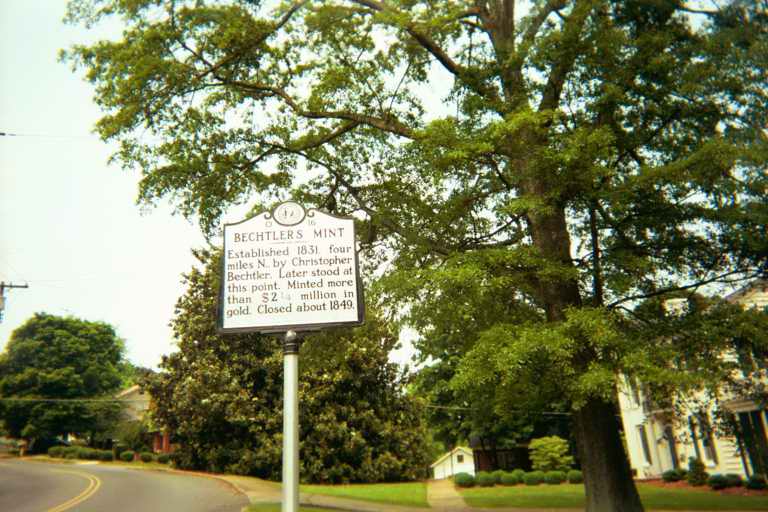 O 16
BECHTLERS MINT
Established 1831, four
miles N., by Christopher
Bechtler. Later stood at
this point. Minted more
than $2¼ million in
gold. Closed about 1849.